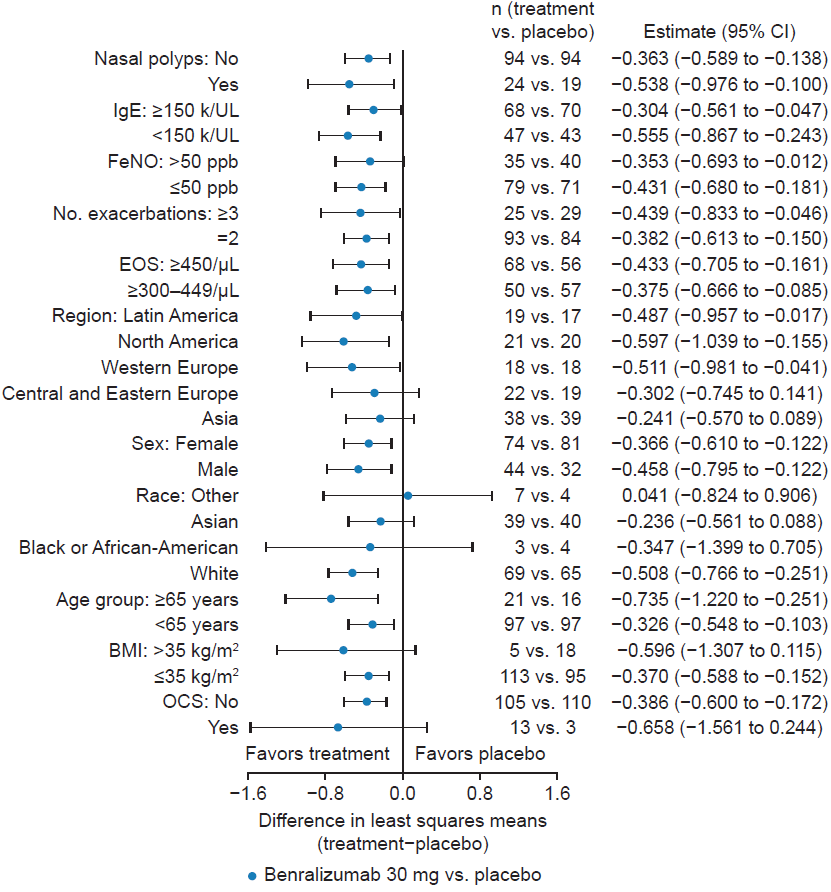 n (treatment
vs. placebo) Estimate (95% CI)
Nasal polyps: No 94 vs. 94 −0.363 (−0.589 to −0.138)
Yes 24 vs. 19 −0.538 (−0.976 to −0.100)
IgE: ≥150 k/UL 68 vs. 70 −0.304 (−0.561 to −0.047)
<150 k/UL 47 vs. 43 −0.555 (−0.867 to −0.243)
FeNO: >50 ppb 35 vs. 40 −0.353 (−0.693 to −0.012)
≤50 ppb 79 vs. 71 −0.431 (−0.680 to −0.181)
No. exacerbations: ≥3 25 vs. 29 −0.439 (−0.833 to −0.046)
=2 93 vs. 84 −0.382 (−0.613 to −0.150)
EOS: ≥450/µL 68 vs. 56 −0.433 (−0.705 to −0.161)
≥300–449/µL 50 vs. 57 −0.375 (−0.666 to −0.085)
Region: Latin America 19 vs. 17 −0.487 (−0.957 to −0.017)
North America 21 vs. 20 −0.597 (−1.039 to −0.155)
Western Europe 18 vs. 18 −0.511 (−0.981 to −0.041)
Central and Eastern Europe 22 vs. 19 −0.302 (−0.745 to 0.141)
Asia 38 vs. 39 −0.241 (−0.570 to 0.089)
Sex: Female 74 vs. 81 −0.366 (−0.610 to −0.122)
Male 44 vs. 32 −0.458 (−0.795 to −0.122)
Race: Other 7 vs. 4 0.041 (−0.824 to 0.906)
Asian 39 vs. 40 −0.236 (−0.561 to 0.088)
Black or African-American 3 vs. 4 −0.347 (−1.399 to 0.705)
White 69 vs. 65 −0.508 (−0.766 to −0.251)
Age group: ≥65 years 21 vs. 16 −0.735 (−1.220 to −0.251)
<65 years 97 vs. 97 −0.326 (−0.548 to −0.103)
BMI: >35 kg/m² 5 vs. 18 −0.596 (−1.307 to 0.115)
≤35 kg/m² 113 vs. 95 −0.370 (−0.588 to −0.152)
OCS: No 105 vs. 110 −0.386 (−0.600 to −0.172)
Yes 13 vs. 3 −0.658 (−1.561 to 0.244)
Favors treatment Favors placebo
−1.6 −0.8 0.0 0.8 1.6
Difference in least squares means
(treatment−placebo)
Benralizumab 30 mg vs. placebo